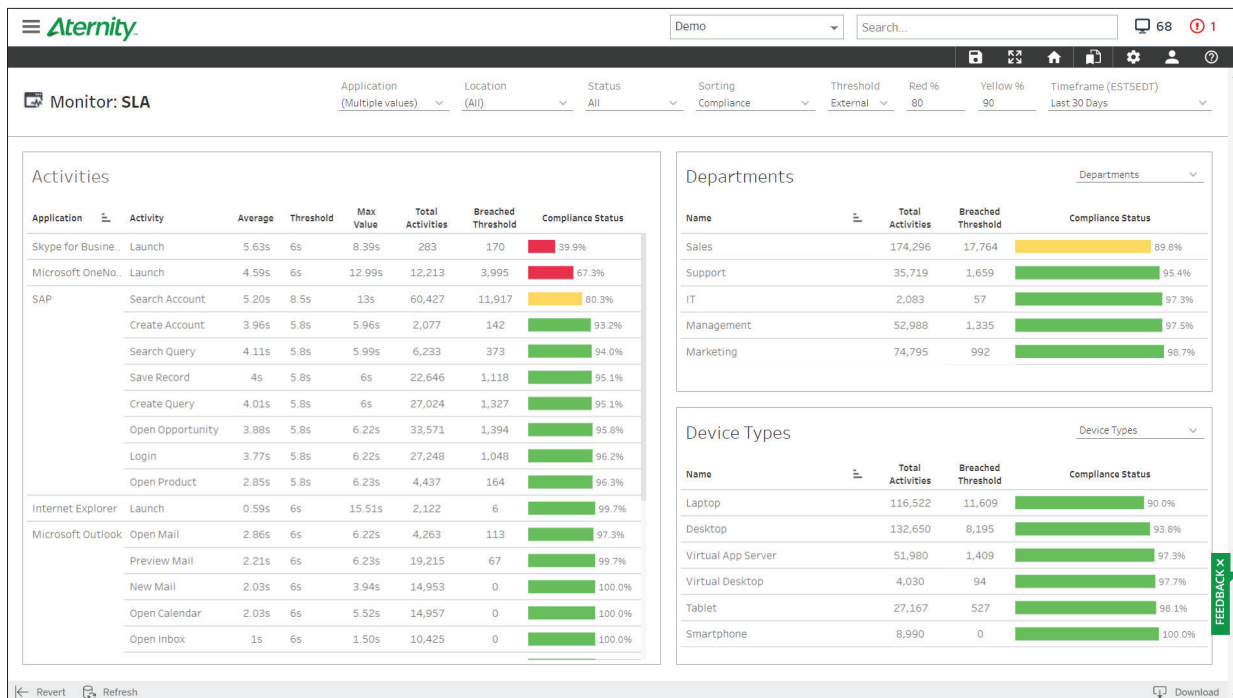 Aternity
Demo
Search...
68
1
Monitor: SLA
Application
(Multiple values)
Location
(All)
Status
All
Sorting
Compliance
Threshold
External
Red %
80
Yellow %
90
Timeframe (EST5EDT)
Last 30 Days
Activities
Application Activity Average Threshold Max Value Total Activities Breached Threshold Compliance Status
Skype for Busine.. Launch 5.63s 6s 8.39s 283 170 39.9%
Microsoft OneNo.. Launch 4.59s 6s 12.99s 12,213 3,995 67.3%
SAP Search Account 5.20s 8.5s 13s 60,427 11,917 80.3%
Create Account 3.96s 5.8s 5.96s 2,077 142 93.2%
Search Query 4.11s 5.8s 5.99s 6,233 373 94.0%
Save Record 4s 5.8s 6s 22,646 1,118 95.1%
Create Query 4.01s 5.8s 6s 27,024 1,327 95.1%
Open Opportunity 3.88s 5.8s 6.22s 33,571 1,394 95.8%
Login 3.77s 5.8s 6.22s 27,248 1,048 96.2%
Open Product 2.85s 5.8s 6.23s 4,437 164 96.3%
Internet Explorer Launch 0.59s 6s 15.51s 2,122 6 99.7%
Microsoft Outlook Open Mail 2.86s 6s 6.22s 4,263 113 97.3%
Preview Mail 2.21s 6s 6.23s 19,215 67 99.7%
New Mail 2.03s 6s 3.94s 14,953 0 100.0%
Open Calendar 2.03s 6s 5.52s 14,957 0 100.0%
Open Inbox 1s 6s 1.50s 10,425 0 100.0%
Departments
Departments
Name Total Activities Breached Threshold Compliance Status
Sales 174,296 17,764 89.8%
Support 35,719 1,659 95.4%
IT 2,083 57 97.3%
Management 52,988 1,335 97.5%
Marketing 74,795 992 98.7%
Device Types
Device Types
Name Total Activities Breached Threshold Compliance Status
Laptop 116,522 11,609 90.0%
Desktop 132,650 8,195 93.8%
Virtual App Server 51,980 1,409 97.3%
Virtual Desktop 4,030 94 97.7%
Tablet 27,167 527 98.1%
Smartphone 8,990 0 100.0%
FEEDBACK X
Revert
Refresh
Download